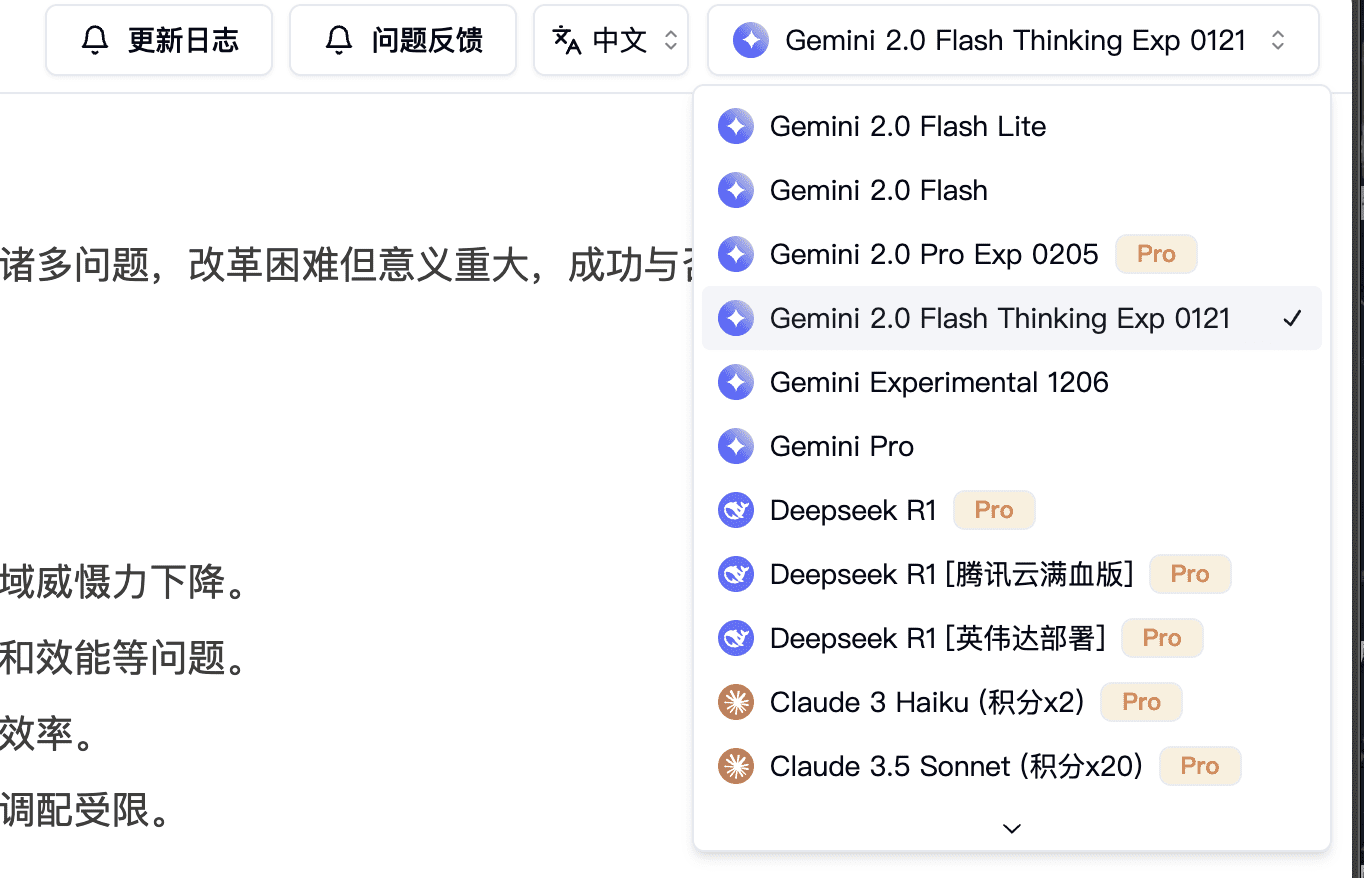 更新日志
问题反馈
中文
Gemini 2.0 Flash Thinking Exp 0121
Gemini 2.0 Flash Lite
Gemini 2.0 Flash
Gemini 2.0 Pro Exp 0205 Pro
Gemini 2.0 Flash Thinking Exp 0121
Gemini Experimental 1206
Gemini Pro
Deepseek R1 Pro
Deepseek R1 [腾讯云满血版] Pro
Deepseek R1 [英伟达部署] Pro
Claude 3 Haiku (积分x2) Pro
Claude 3.5 Sonnet (积分x20) Pro
诸多问题，改革困难但意义重大，成功与
域威慑力下降。
和效能等问题。
效率。
调配受限。